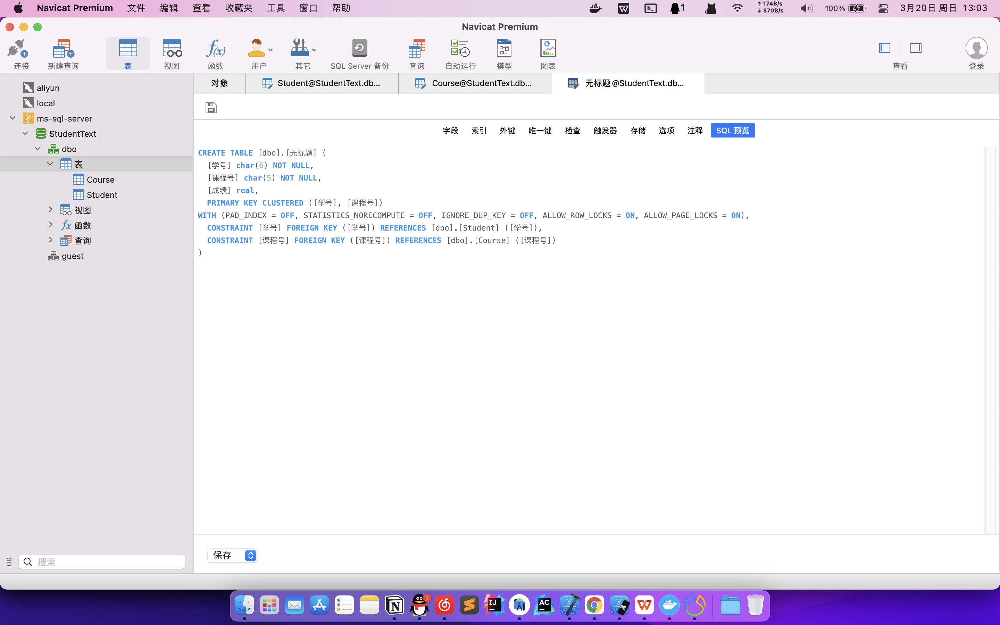 Navicat Premium 文件 编辑 查看 收藏夹 工具 窗口 帮助 h_ 1 ↑ 174B/s ↓ 370B/s 100% 3月20日 周日 13:03
Navicat Premium
连接 新建查询 表 视图 函数 用户 其它 SQL Server 备份 查询 自动运行 模型 图表 查看 登录
aliyun
local
ms-sql-server
StudentText
dbo
表
Course
Student
视图
函数
查询
guest
搜索
对象 Student@StudentText.db... Course@StudentText.db... 无标题@StudentText.db...
字段 索引 外键 唯一键 检查 触发器 存储 选项 注释 SQL 预览
CREATE TABLE [dbo].[无标题] (
[学号] char(6) NOT NULL,
[课程号] char(5) NOT NULL,
[成绩] real,
PRIMARY KEY CLUSTERED ([学号], [课程号])
WITH (PAD_INDEX = OFF, STATISTICS_NORECOMPUTE = OFF, IGNORE_DUP_KEY = OFF, ALLOW_ROW_LOCKS = ON, ALLOW_PAGE_LOCKS = ON),
CONSTRAINT [学号] FOREIGN KEY ([学号]) REFERENCES [dbo].[Student] ([学号]),
CONSTRAINT [课程号] FOREIGN KEY ([课程号]) REFERENCES [dbo].[Course] ([课程号])
)
保存
1 IJ AC